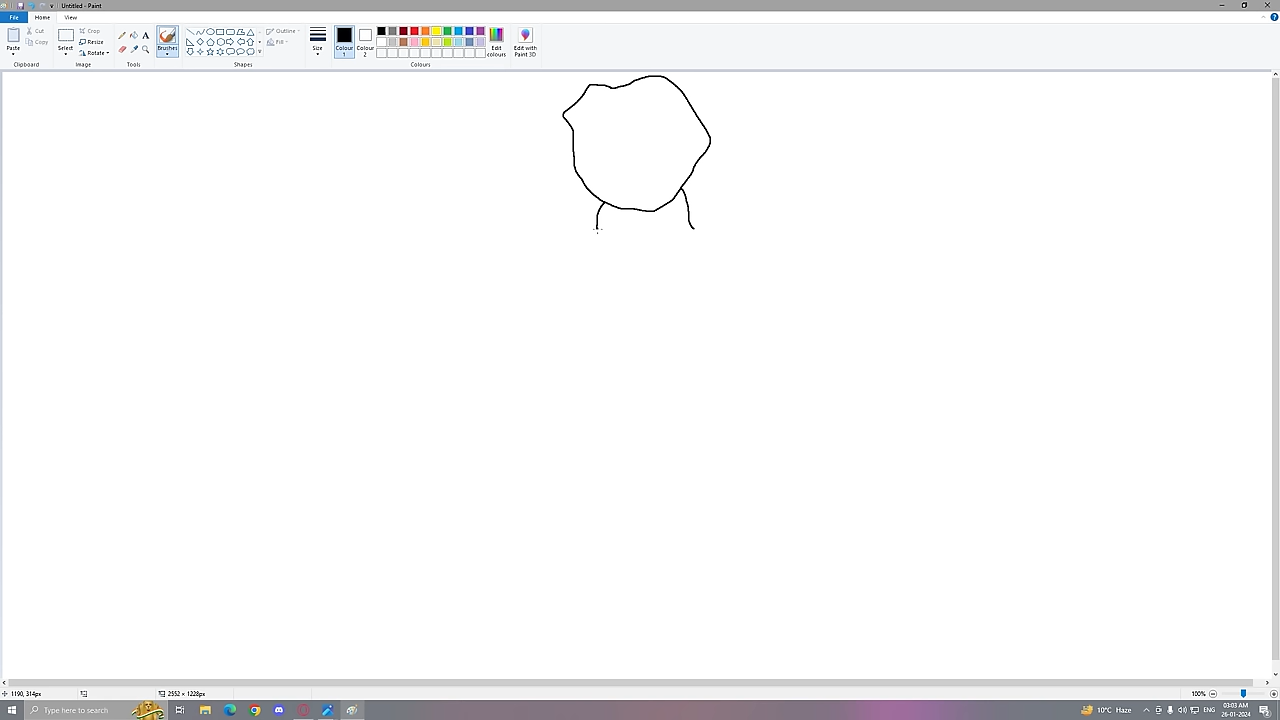 Untitled - Paint
File Home View
Paste
Cut
Copy
Clipboard
Select
Crop
Resize
Rotate
Image
A
Tools
Brushes
Outline
Fill
Shapes
Size
Colour 1
Colour 2
Colours
Edit colours
Edit with Paint 3D
1190, 314px
2552 × 1228px
100%
Type here to search
10°C Haze
ENG
03:03 AM
26-01-2024